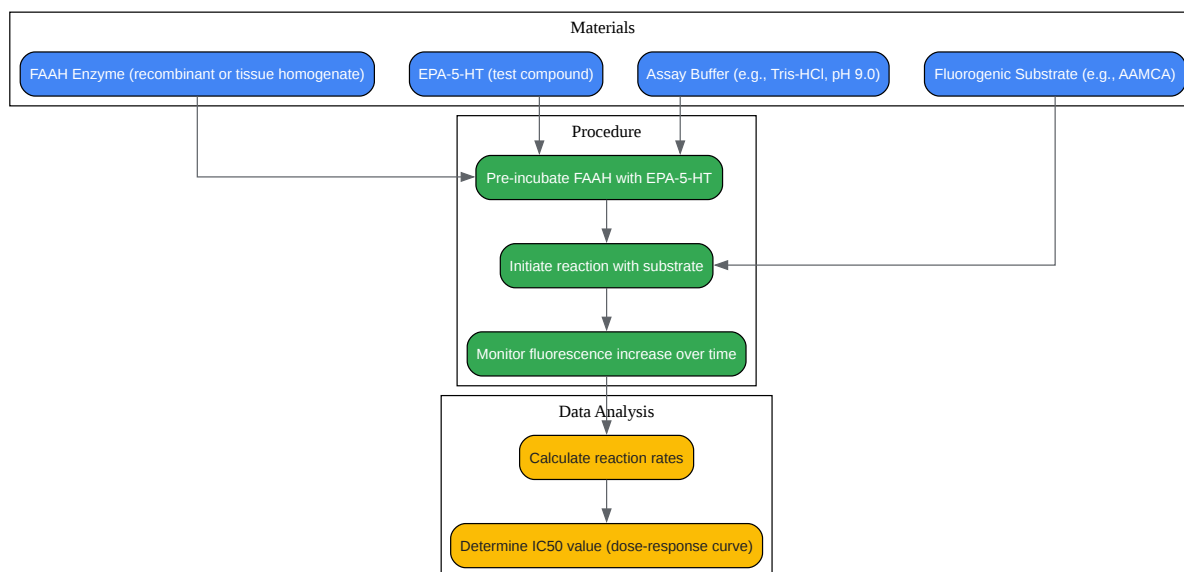 Materials
FAAH Enzyme (recombinant or tissue homogenate)
EPA-5-HT (test compound)
Assay Buffer (e.g., Tris-HCl, pH 9.0)
Fluorogenic Substrate (e.g., AAMCA)
Procedure
Pre-incubate FAAH with EPA-5-HT
Initiate reaction with substrate
Monitor fluorescence increase over time
Data Analysis
Calculate reaction rates
Determine IC50 value (dose-response curve)